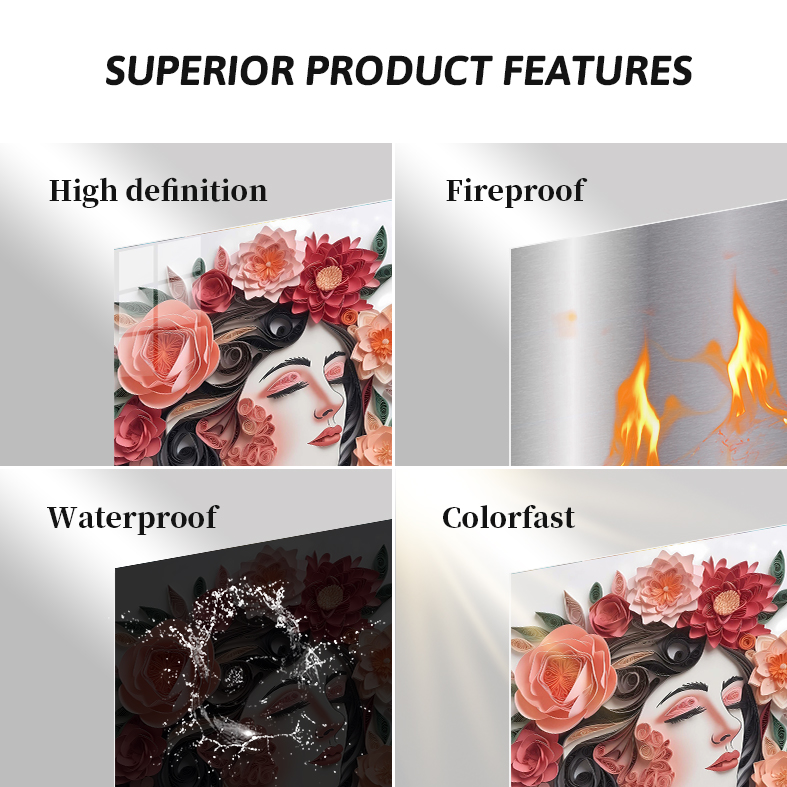 SUPERIOR PRODUCT FEATURES
High definition
Fireproof
Waterproof
Colorfast